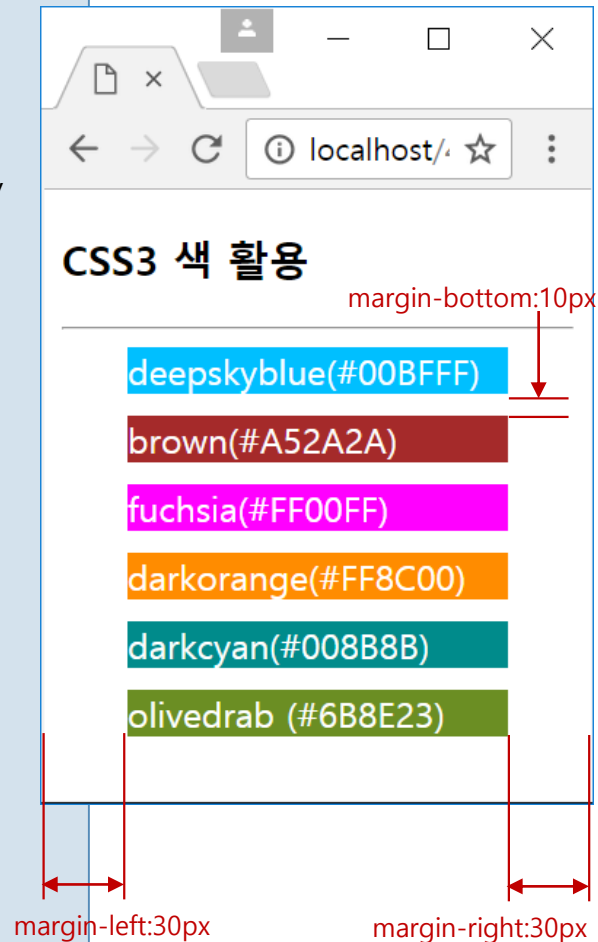 localhost/4
CSS3 색 활용
margin-bottom:10px
deepskyblue(#00BFFF)
brown(#A52A2A)
fuchsia(#FF00FF)
darkorange(#FF8C00)
darkcyan(#008B8B)
olivedrab (#6B8E23)
margin-left:30px
margin-right:30px